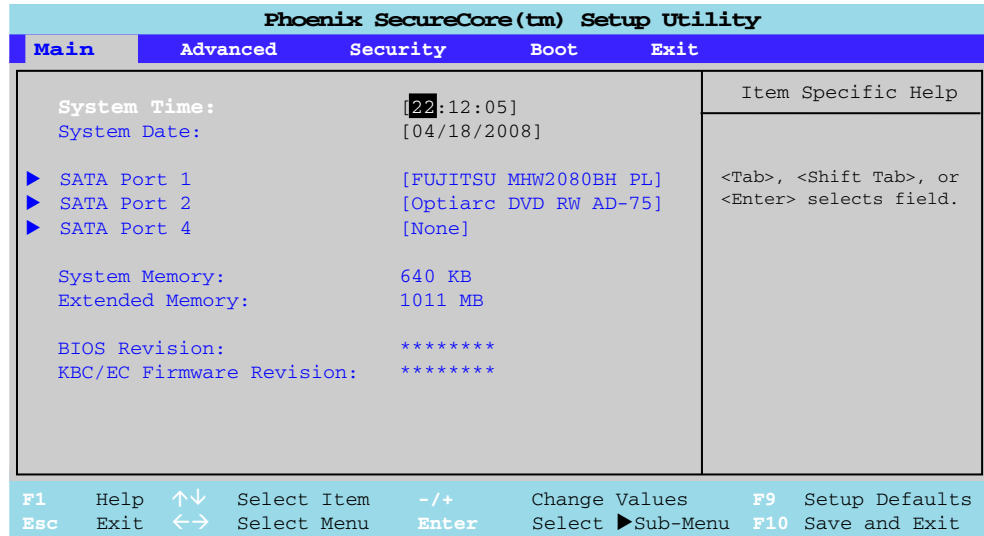 Phoenix SecureCore(tm) Setup Utility
Main Advanced Security Boot Exit
System Time: [22:12:05]
System Date: [04/18/2008]
▶ SATA Port 1 [FUJITSU MHW2080BH PL]
▶ SATA Port 2 [Optiarc DVD RW AD-75]
▶ SATA Port 4 [None]
System Memory: 640 KB
Extended Memory: 1011 MB
BIOS Revision: ********
KBC/EC Firmware Revision: ********
Item Specific Help
<Tab>, <Shift Tab>, or
<Enter> selects field.
F1 Help ↑↓ Select Item -/+ Change Values F9 Setup Defaults
Esc Exit ←→ Select Menu Enter Select ▶Sub-Menu F10 Save and Exit